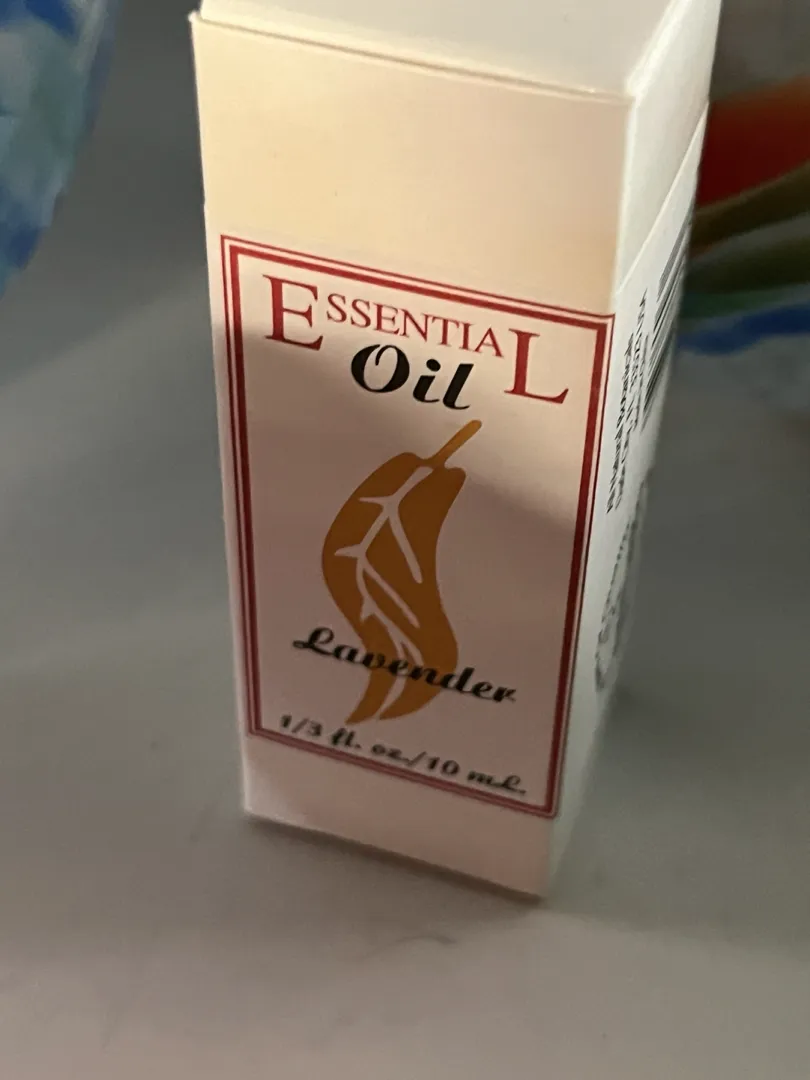 ESSENTIAL
Oil
Lavender
1/3 fl. oz./10 mL.